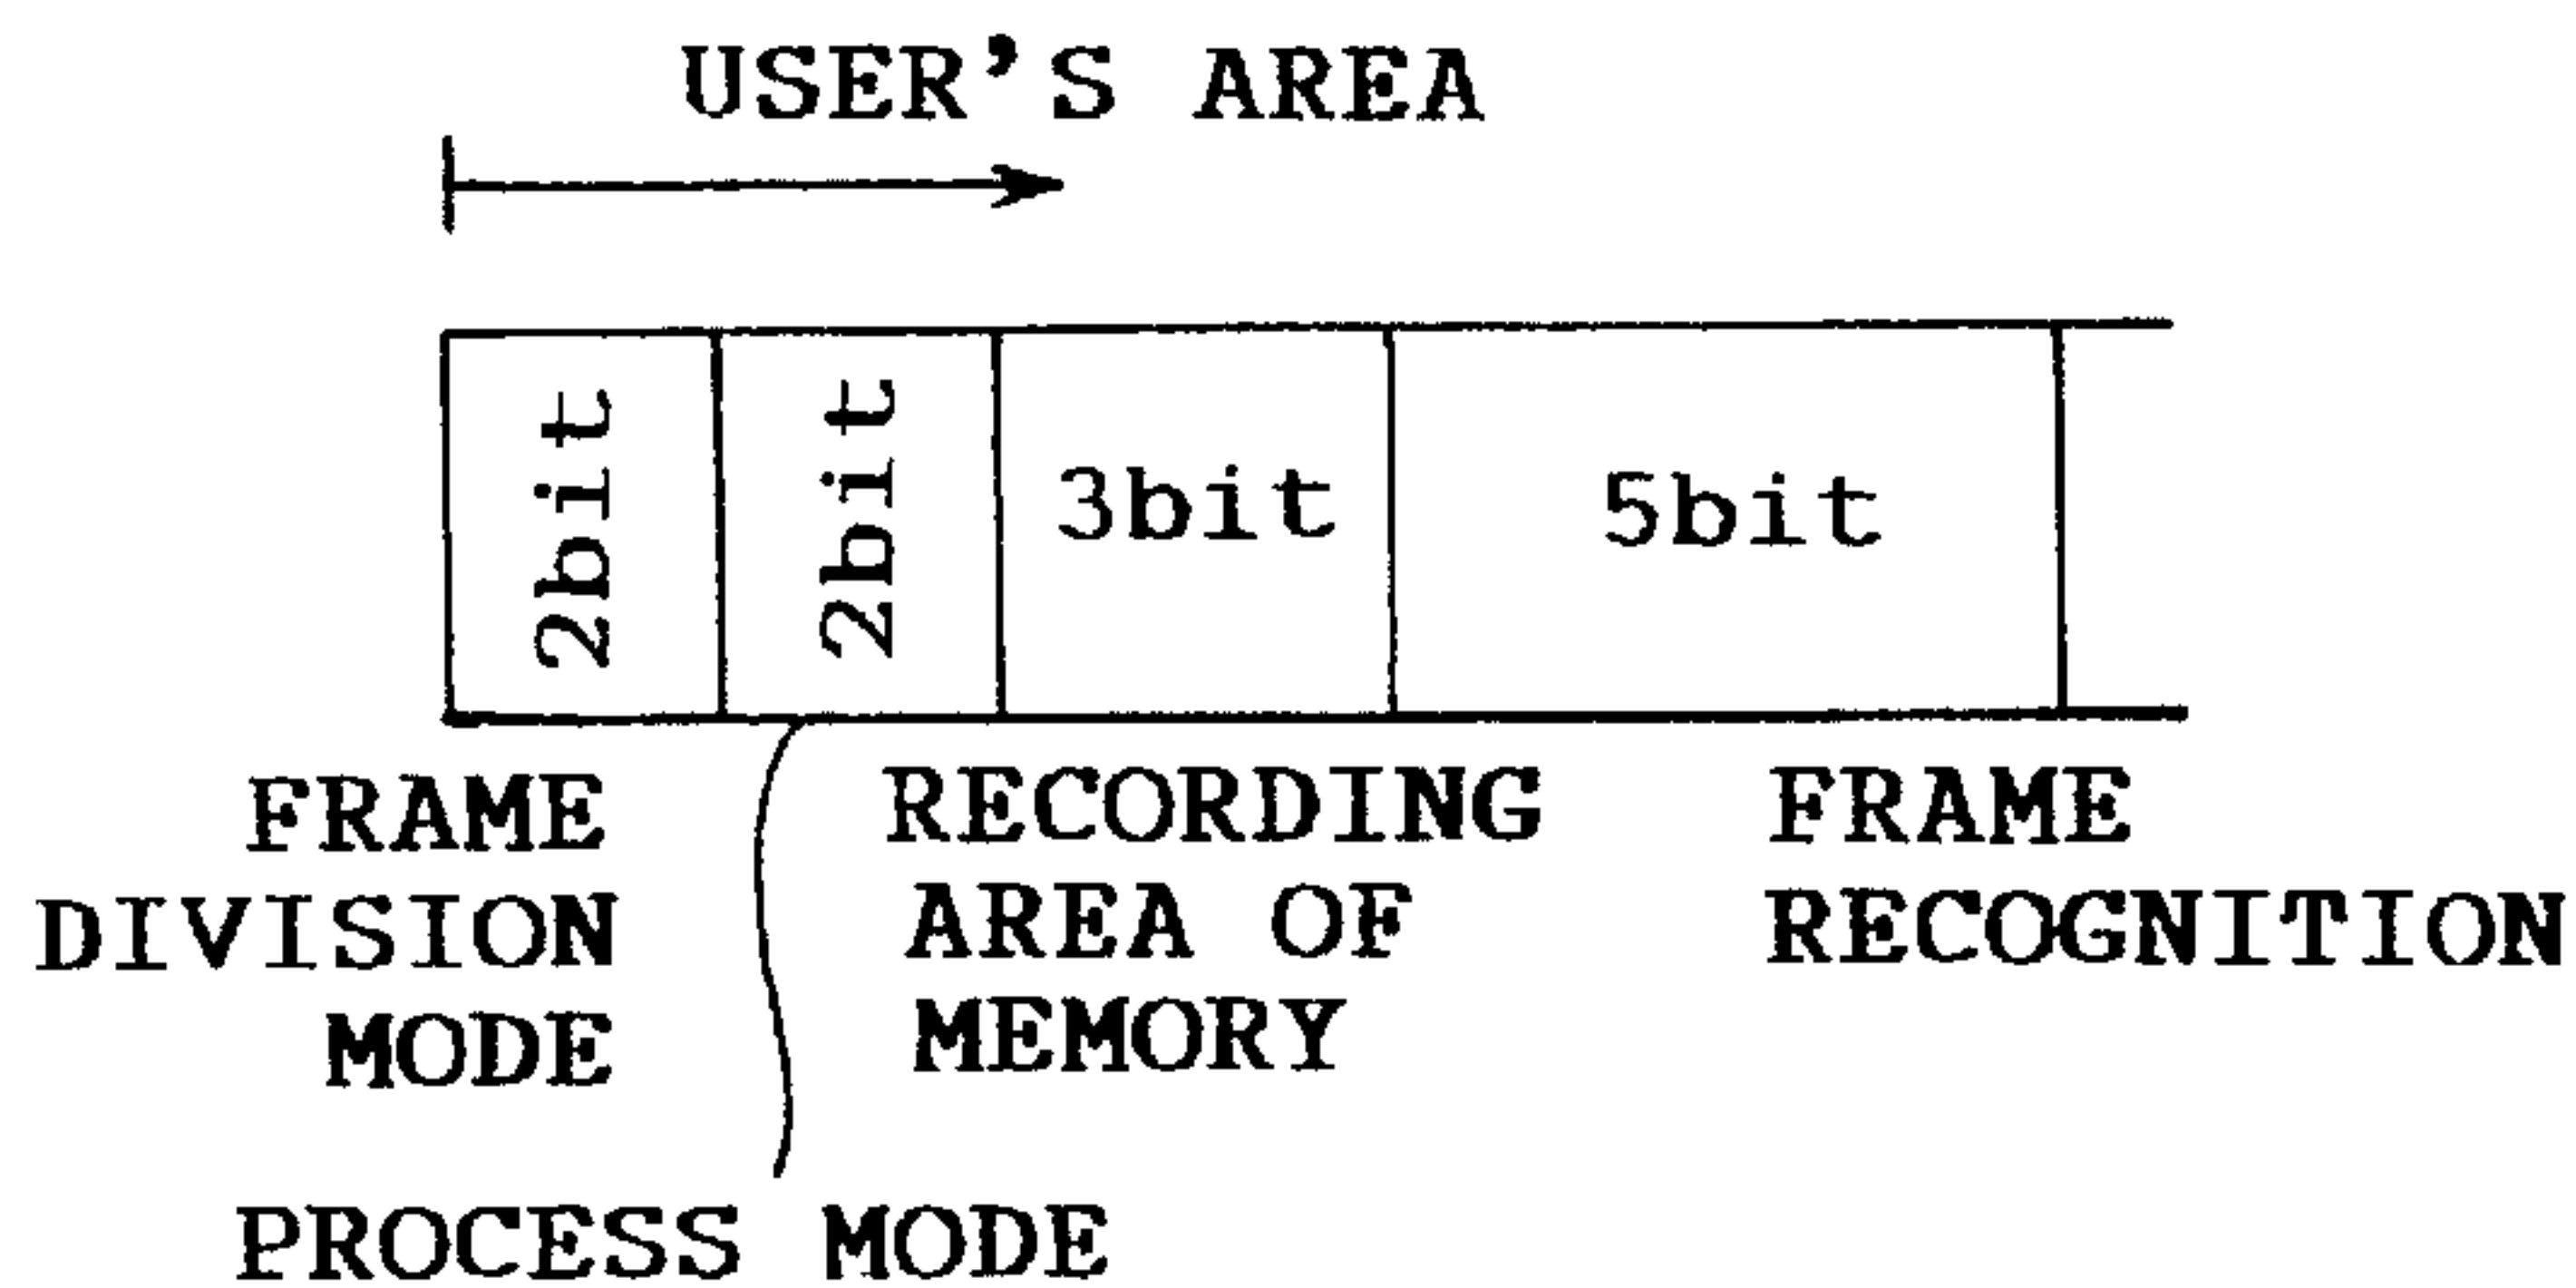 USER'S AREA
2bit
2bit
3bit
5bit
FRAME
DIVISION
MODE
PROCESS MODE
RECORDING
AREA OF
MEMORY
FRAME
RECOGNITION